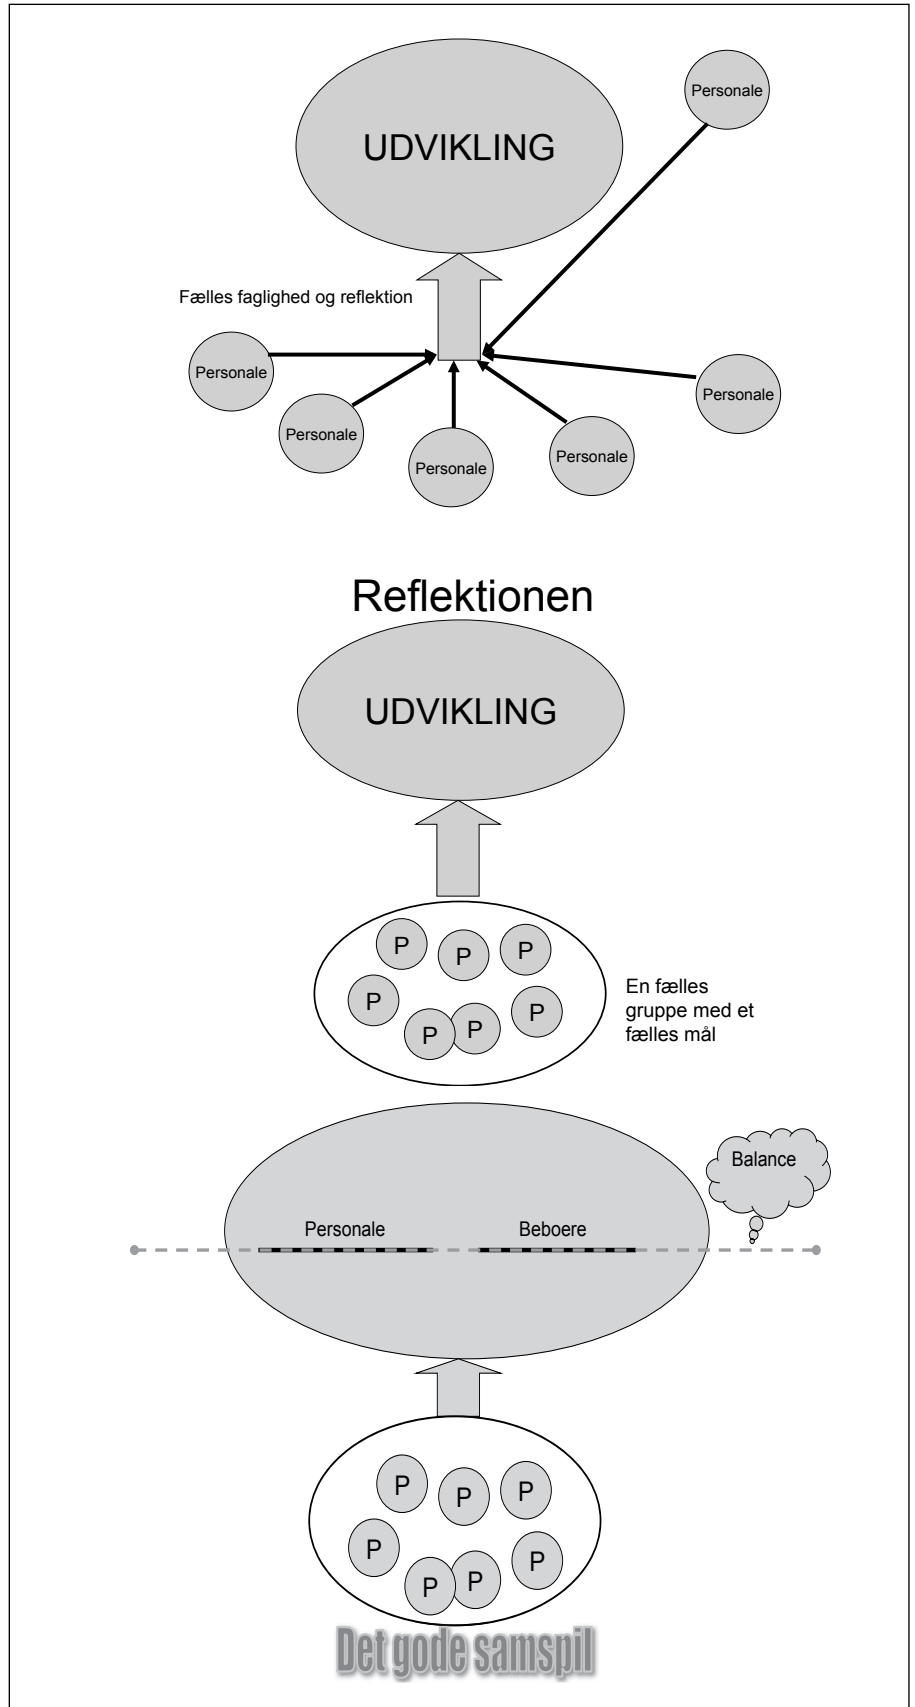 UDVIKLING
Personale
Fælles faglighed og reflektion
Personale
Personale
Personale
Personale
Personale
Reflektionen
UDVIKLING
P
P
P
P
P
P
P
En fælles
gruppe med et
fælles mål
Balance
Personale
Beboere
P
P
P
P
P
P
P
Det gode samspil